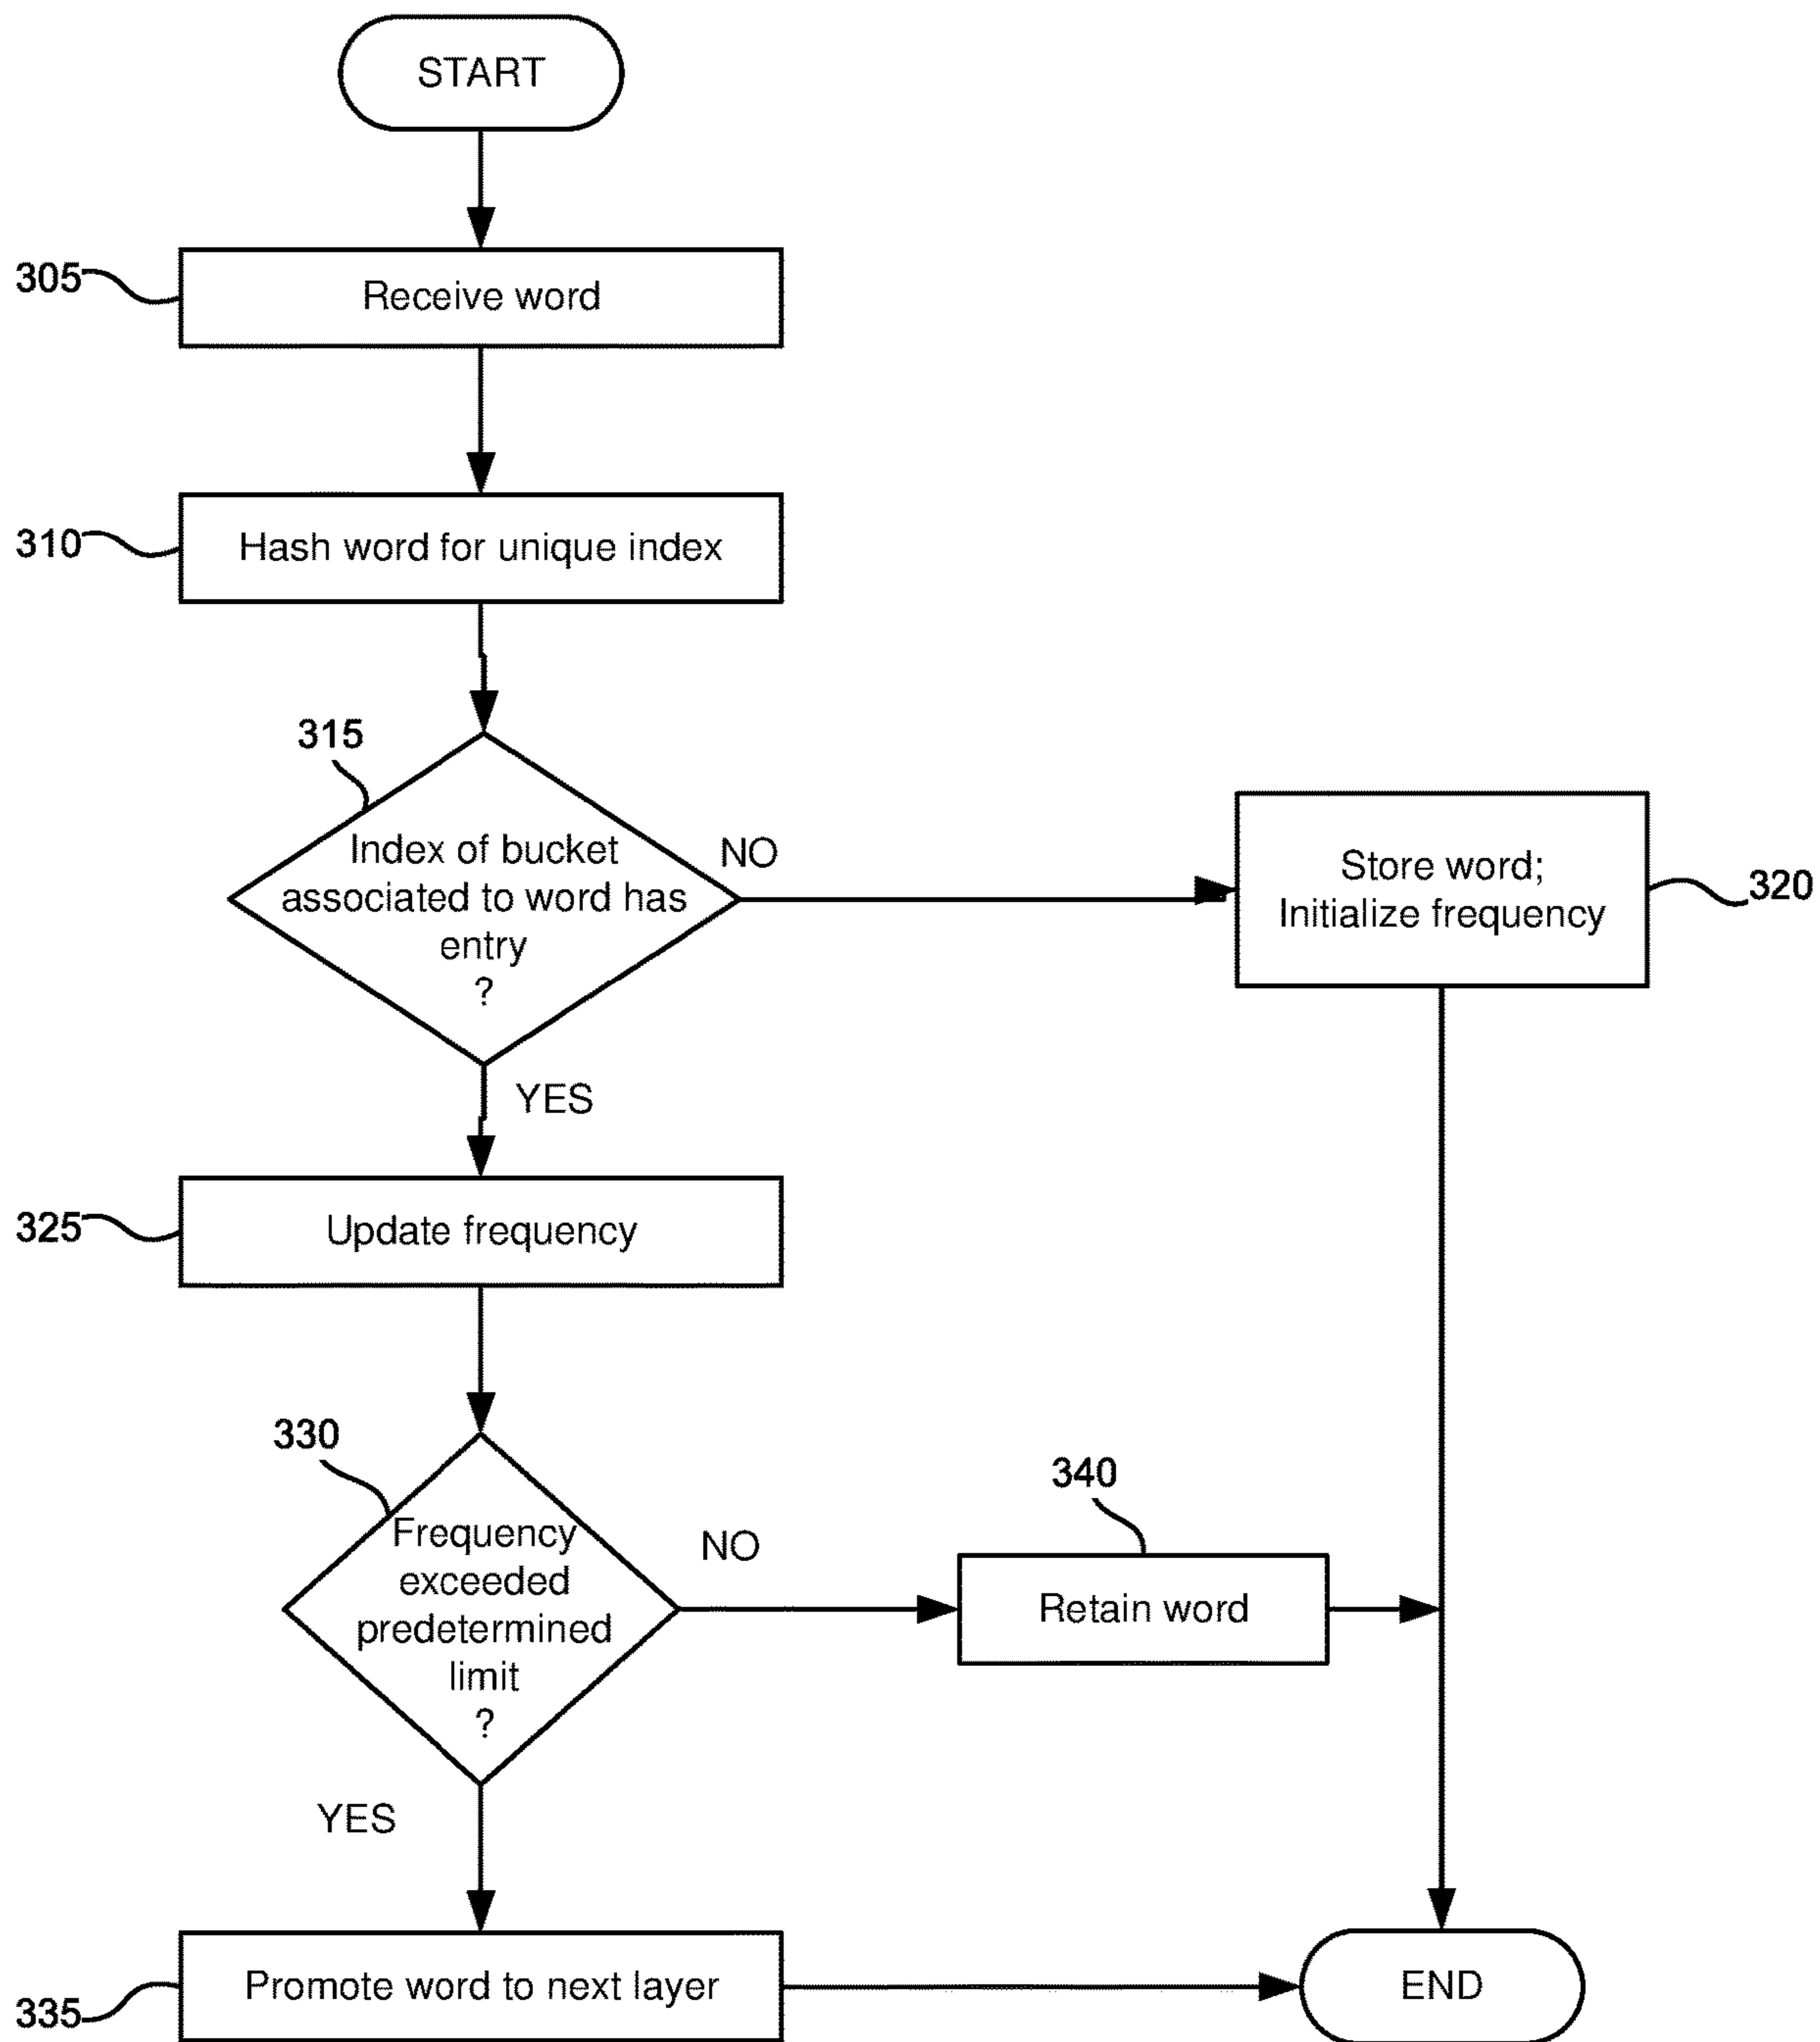 START
305
Receive word
310
Hash word for unique index
315
Index of bucket
associated to word has
entry
?
NO
Store word;
Initialize frequency
320
YES
325
Update frequency
330
Frequency
exceeded
predetermined
limit
?
NO
340
Retain word
YES
335
Promote word to next layer
END